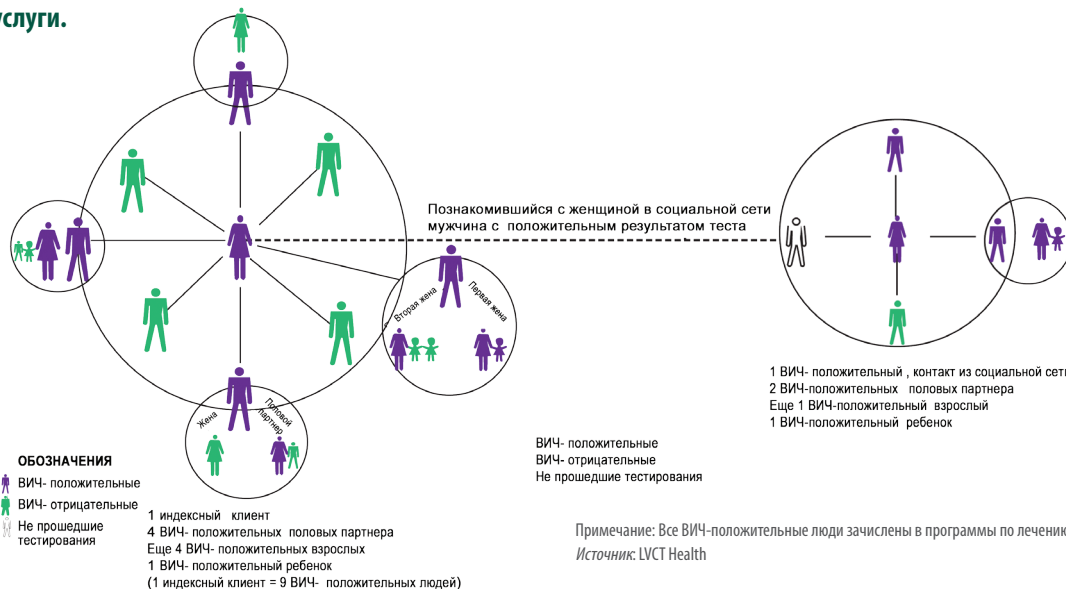 услуги.
Познакомившийся с женщиной в социальной сети
мужчина с положительным результатом теста
Вторая жена
Первая жена
Жена
Половой
партнер
1 ВИЧ- положительный , контакт из социальной сети
2 ВИЧ-положительных половых партнера
Еще 1 ВИЧ-положительный взрослый
1 ВИЧ-положительный ребенок
ВИЧ- положительные
ВИЧ- отрицательные
Не прошедшие тестирования
ОБОЗНАЧЕНИЯ
ВИЧ- положительные
ВИЧ- отрицательные
Не прошедшие
тестирования
1 индексный клиент
4 ВИЧ- положительных половых партнера
Еще 4 ВИЧ- положительных взрослых
1 ВИЧ- положительный ребенок
(1 индексный клиент = 9 ВИЧ- положительных людей)
Примечание: Все ВИЧ-положительные люди зачислены в программы по лечению
Источник: LVCT Health